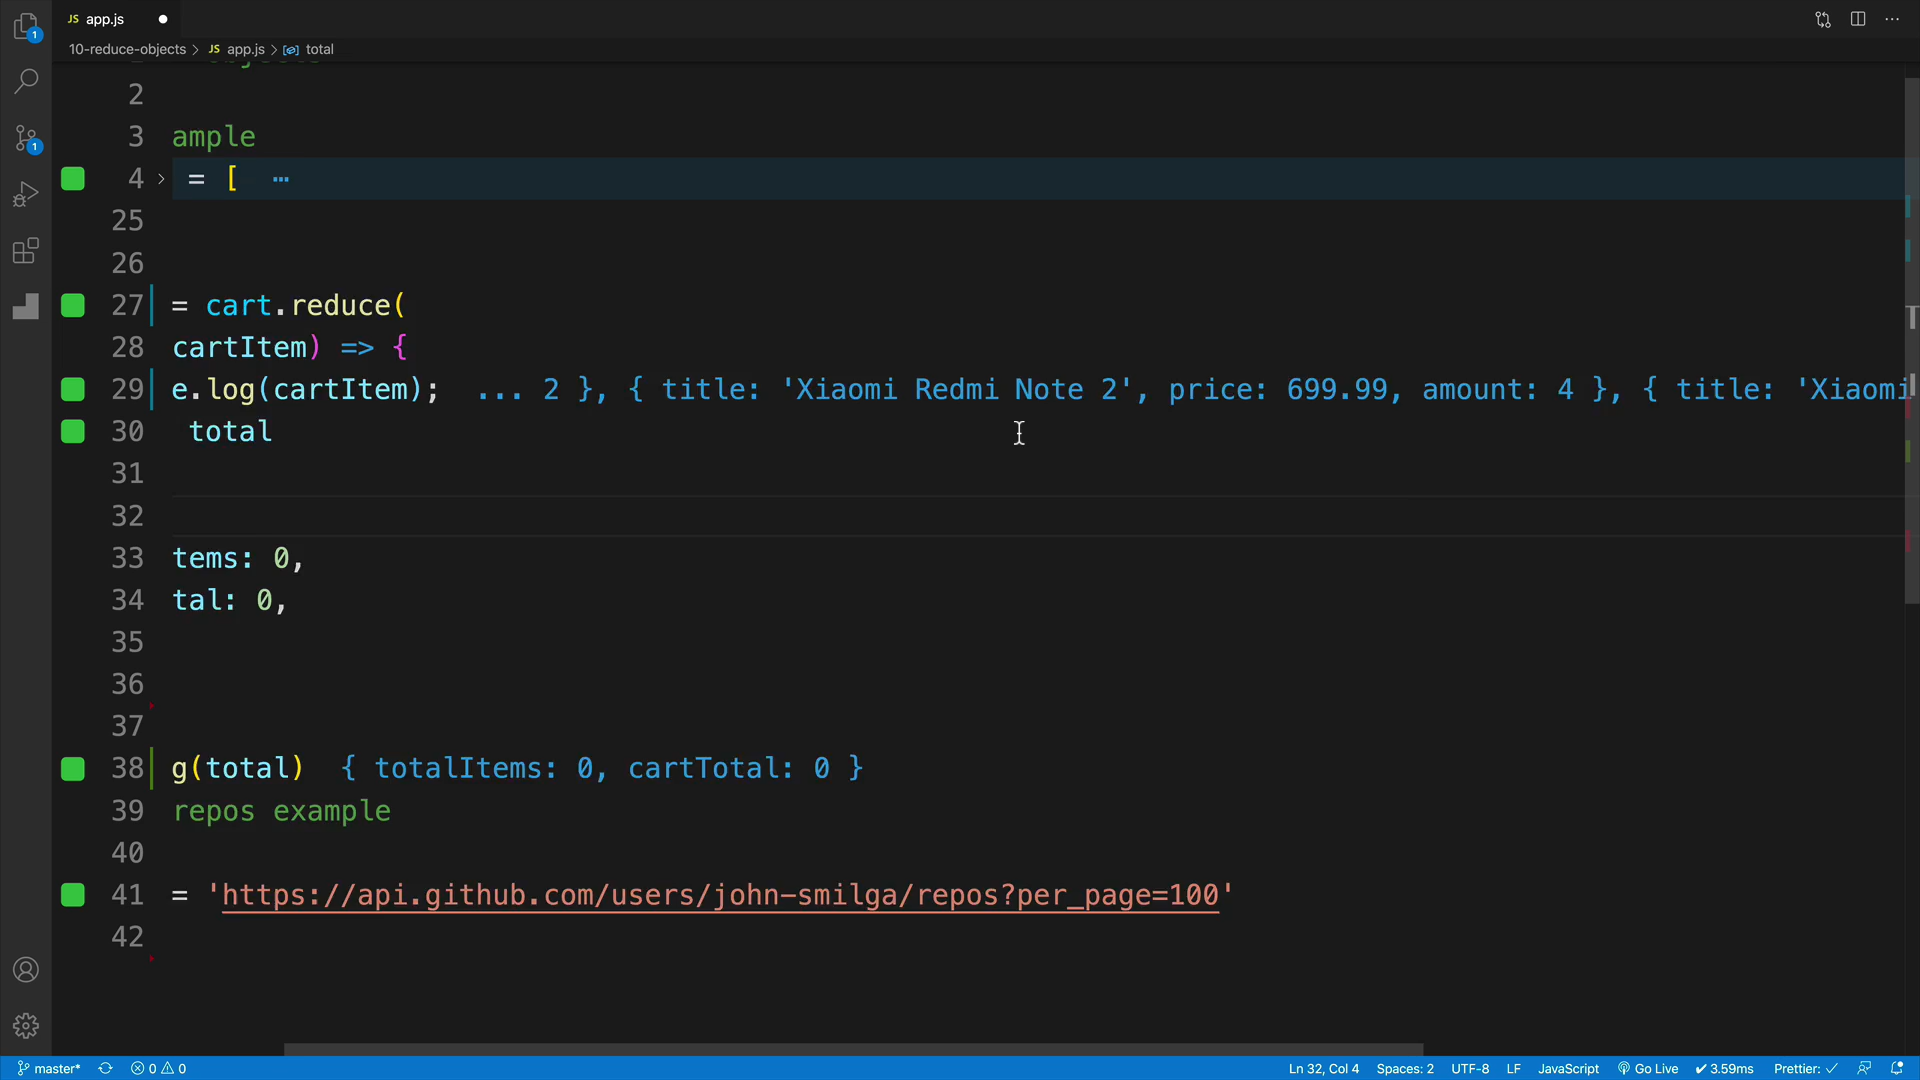 JS app.js
10-reduce-objects > JS app.js > total
2
3 ample
4 = [ ...
25
26
27 = cart.reduce(
28 cartItem) => {
29 e.log(cartItem); ... 2 }, { title: 'Xiaomi Redmi Note 2', price: 699.99, amount: 4 }, { title: 'Xiaomi
30 total
31
32
33 tems: 0,
34 tal: 0,
35
36
37
38 g(total) { totalItems: 0, cartTotal: 0 }
39 repos example
40
41 = 'https://api.github.com/users/john-smilga/repos?per_page=100'
42
1
1
master* 0 0 Ln 32, Col 4 Spaces: 2 UTF-8 LF JavaScript Go Live ✓ 3.59ms Prettier: ✓